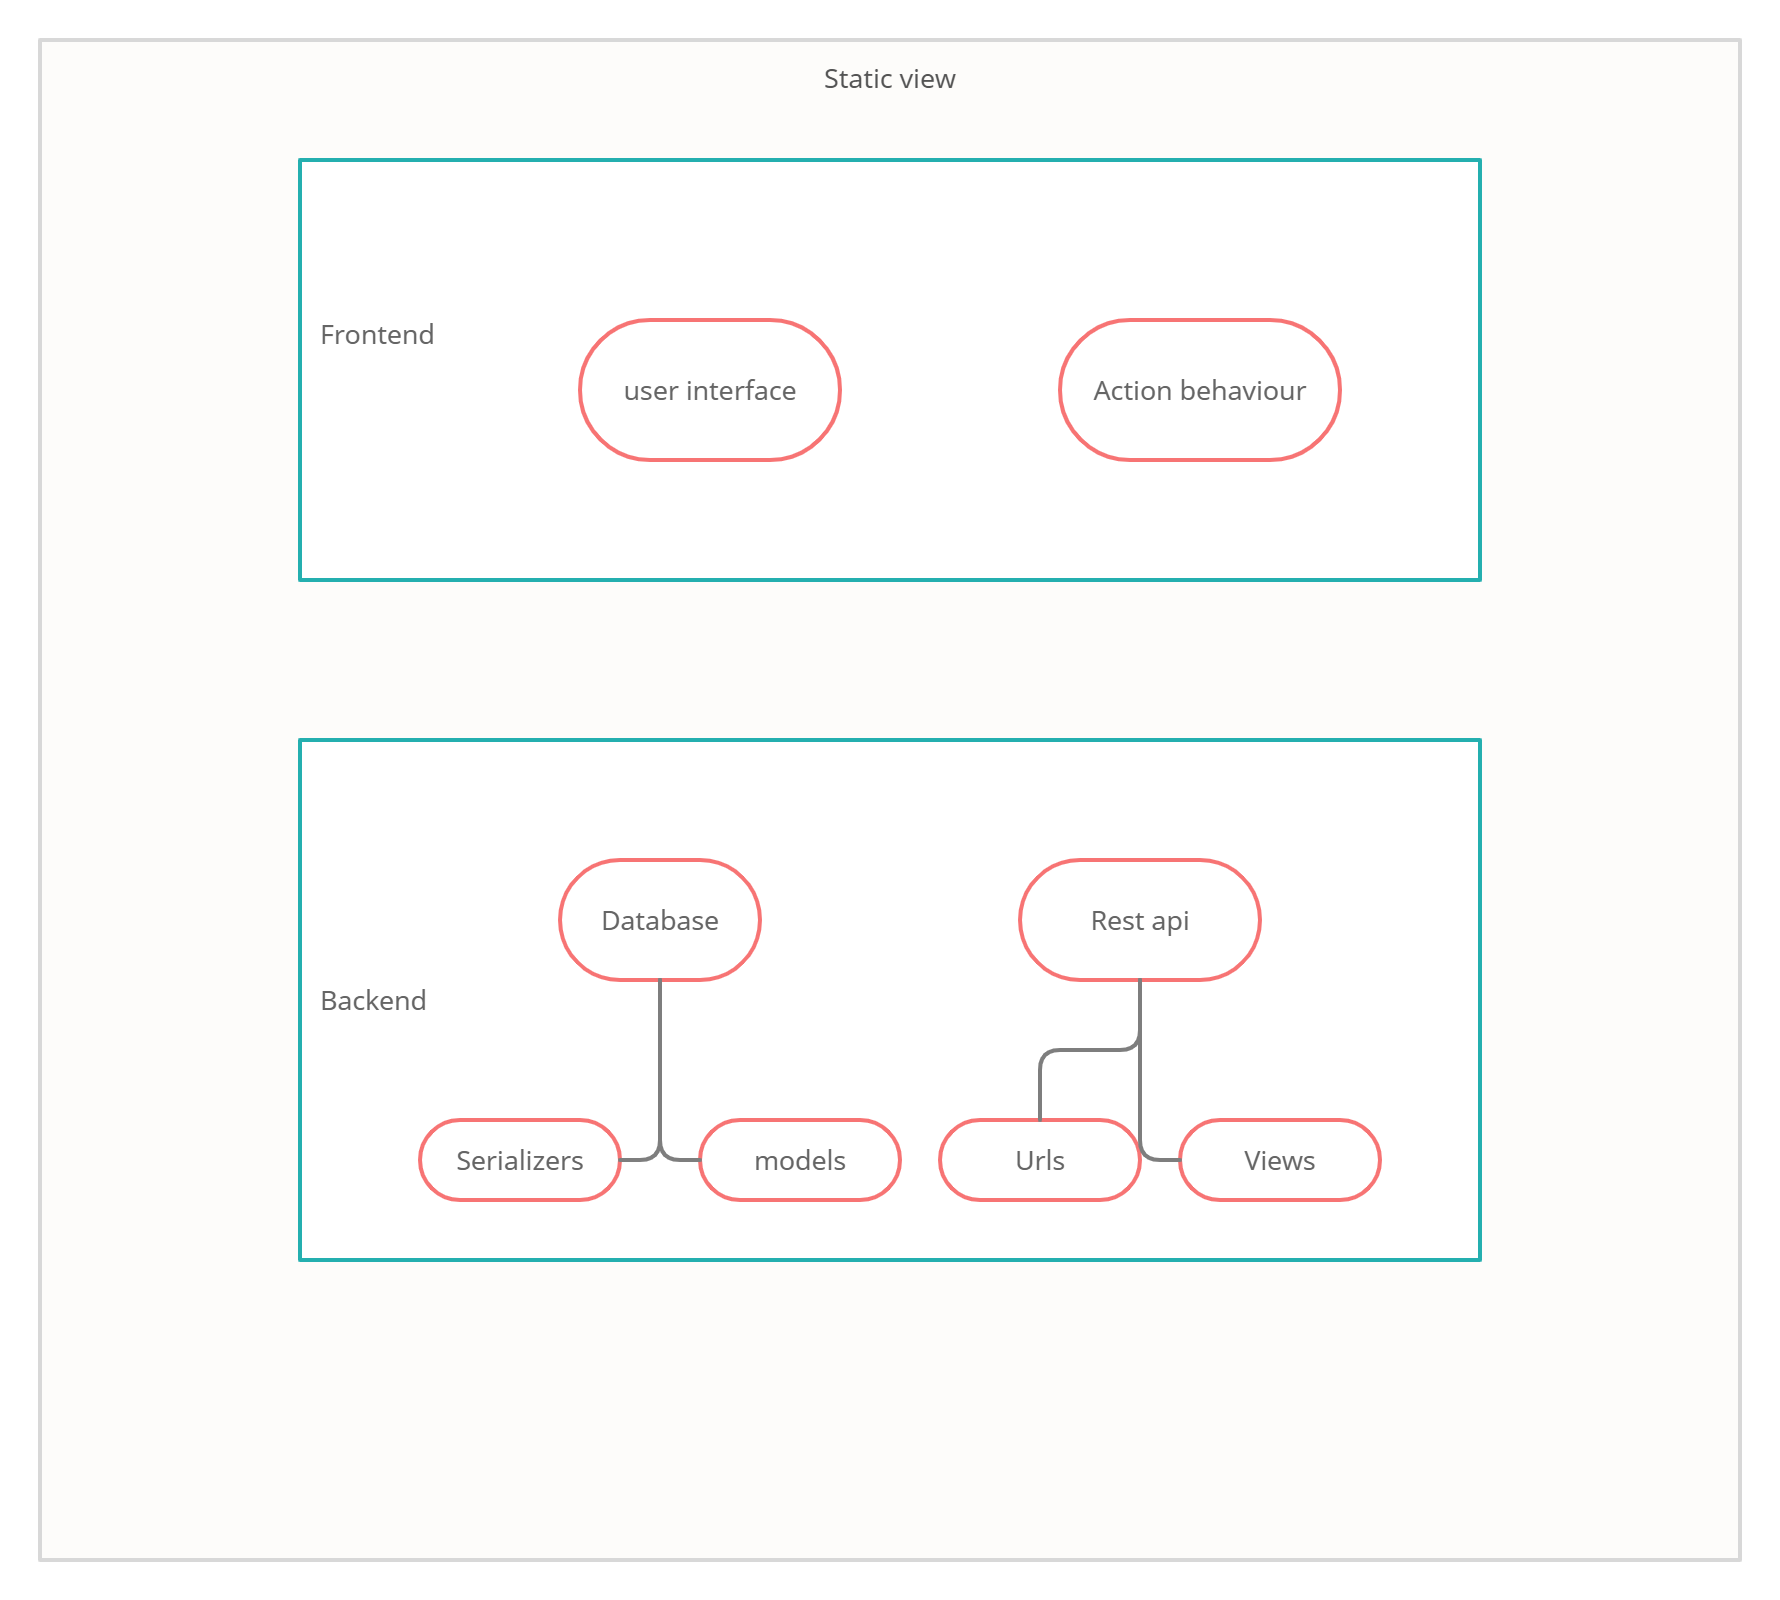 Static view
Frontend
user interface
Action behaviour
Database
Rest api
Backend
Serializers
models
Urls
Views